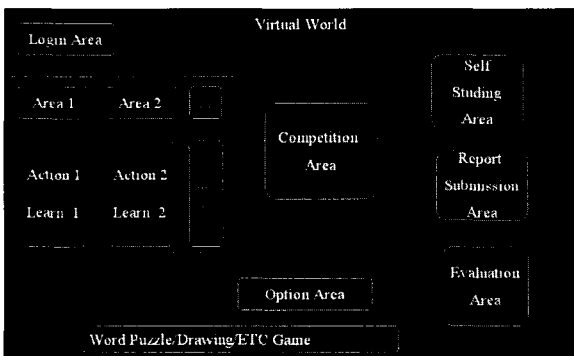 Virtual World
Login Area
Area 1
Area 2
...
Action 1
Learn 1
Action 2
Learn 2
Competition
Area
Self
Studing
Area
Report
Submission
Area
Evaluation
Area
Option Area
Word Puzzle/Drawing/ETC Game